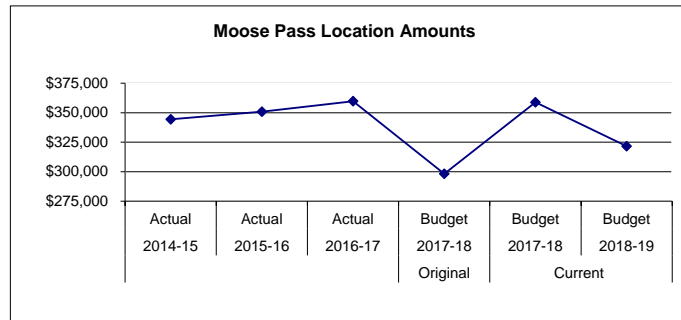 Moose Pass Location Amounts
$375,000
$350,000
$325,000
$300,000
$275,000
Actual Actual Actual Budget Budget Budget
2014-15 2015-16 2016-17 2017-18 2017-18 2018-19
Original Current